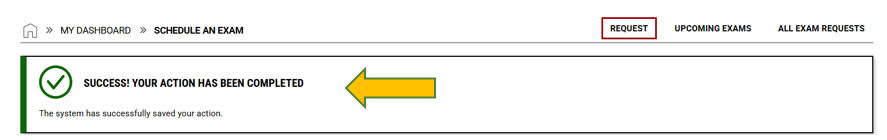 » MY DASHBOARD » SCHEDULE AN EXAM REQUEST UPCOMING EXAMS ALL EXAM REQUESTS
SUCCESS! YOUR ACTION HAS BEEN COMPLETED
The system has successfully saved your action.